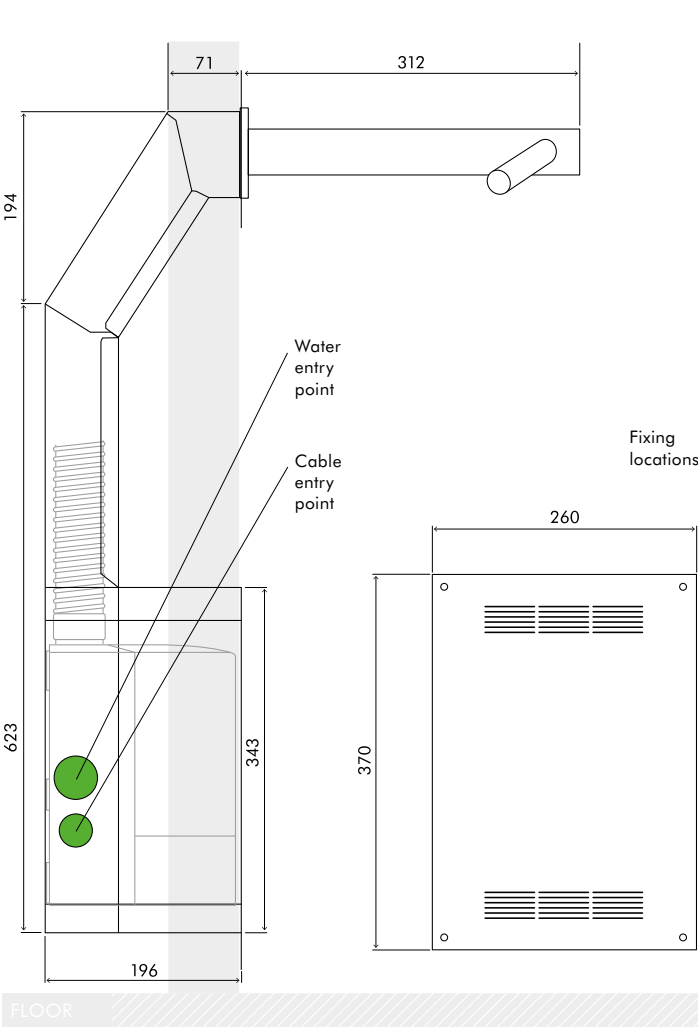 71
312
194
Water
entry
point
Fixing
locations
Cable
entry
point
260
623
343
370
196
FLOOR